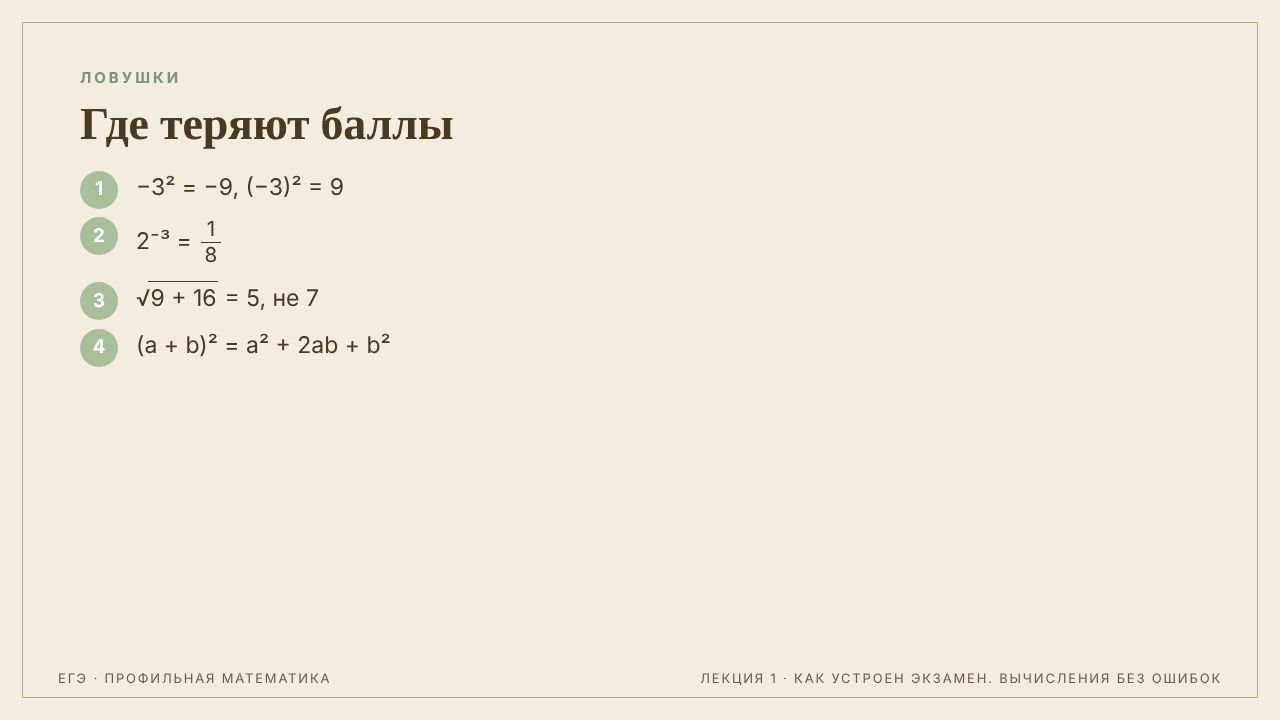 ЛОВУШКИ
Где теряют баллы
1 −3² = −9, (−3)² = 9
2 2⁻³ = 1/8
3 √9 + 16 = 5, не 7
4 (a + b)² = a² + 2ab + b²
ЕГЭ · ПРОФИЛЬНАЯ МАТЕМАТИКА
ЛЕКЦИЯ 1 · КАК УСТРОЕН ЭКЗАМЕН. ВЫЧИСЛЕНИЯ БЕЗ ОШИБОК